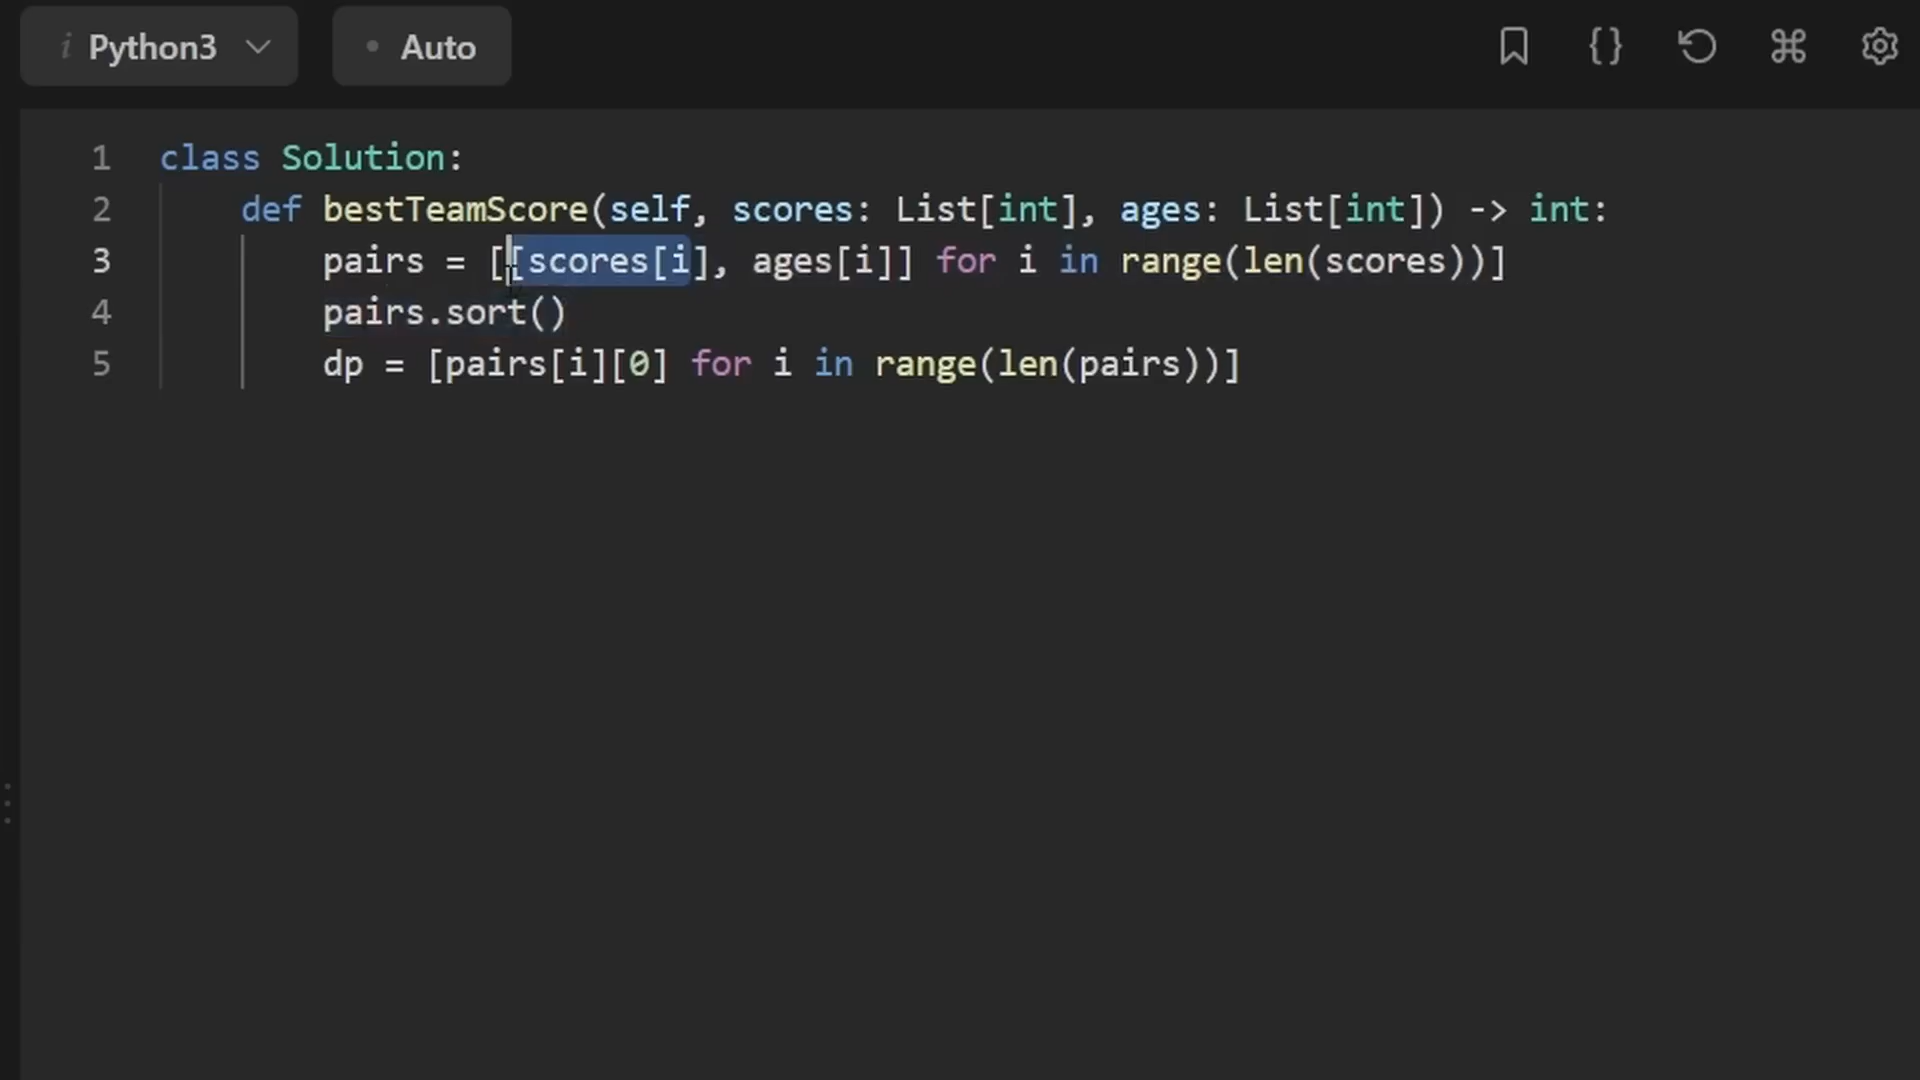 i Python3 Auto
1 class Solution:
2 def bestTeamScore(self, scores: List[int], ages: List[int]) -> int:
3 pairs = [[scores[i], ages[i]] for i in range(len(scores))]
4 pairs.sort()
5 dp = [pairs[i][0] for i in range(len(pairs))]